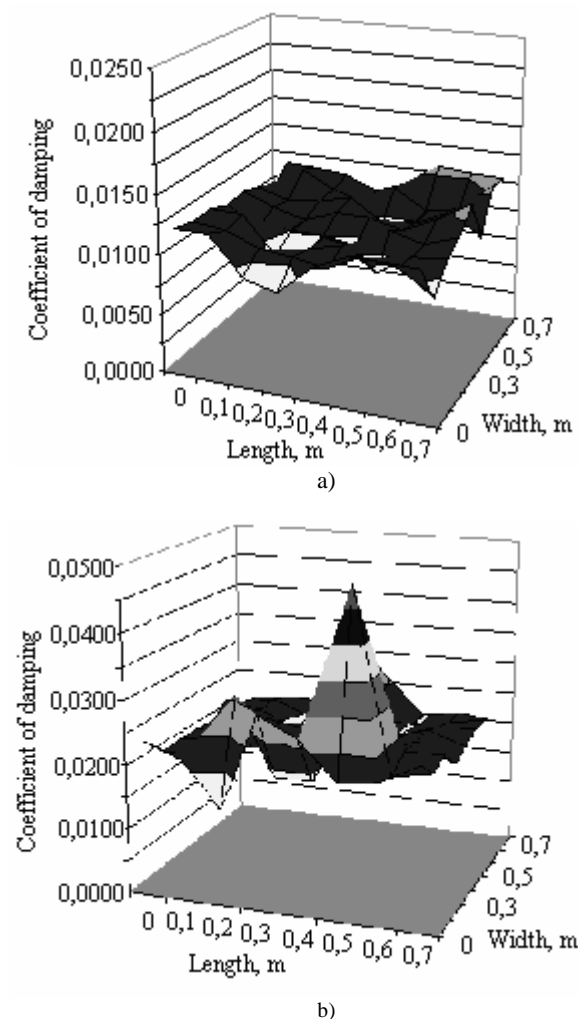 0,0250
0,0200
0,0150
0,0100
0,0050
0,0000
Coefficient of damping
0 0,1 0,2 0,3 0,4 0,5 0,6 0,7
Length, m
0 0,3 0,5 0,7
Width, m
a)
0,0500
0,0400
0,0300
0,0200
0,0100
0,0000
Coefficient of damping
0 0,1 0,2 0,3 0,4 0,5 0,6 0,7
Length, m
0 0,3 0,5 0,7
Width, m
b)